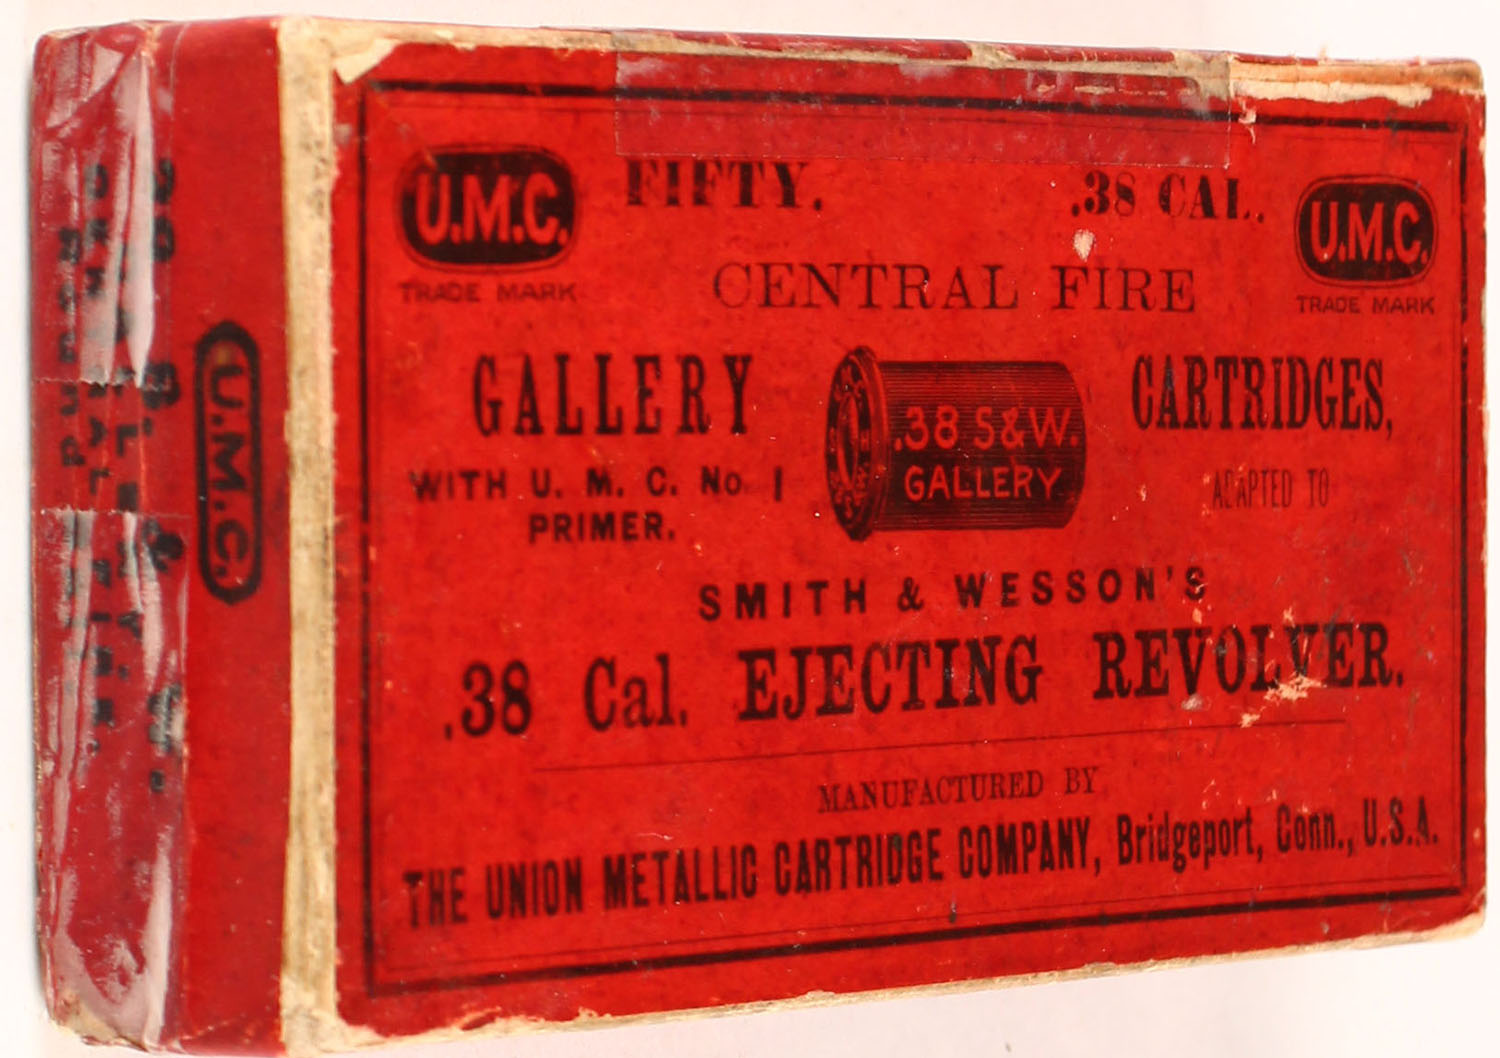 U.M.C.
TRADE MARK
FIFTY. .38 CAL.
U.M.C.
TRADE MARK
CENTRAL FIRE
GALLERY
WITH U. M. C. No 1
PRIMER.
.38 S&W.
GALLERY
CARTRIDGES,
ADAPTED TO
SMITH & WESSON'S
.38 Cal. EJECTING REVOLVER.
MANUFACTURED BY
THE UNION METALLIC CARTRIDGE COMPANY, Bridgeport, Conn., U.S.A.
U.M.C.
38 S. & W.